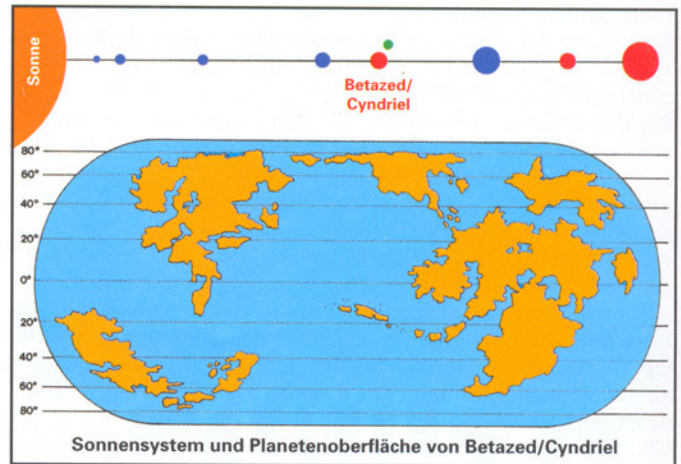 Sonne
Betazed/
Cyndriel
80°
60°
40°
20°
0°
20°
40°
60°
80°
Sonnensystem und Planetenoberfläche von Betazed/Cyndriel